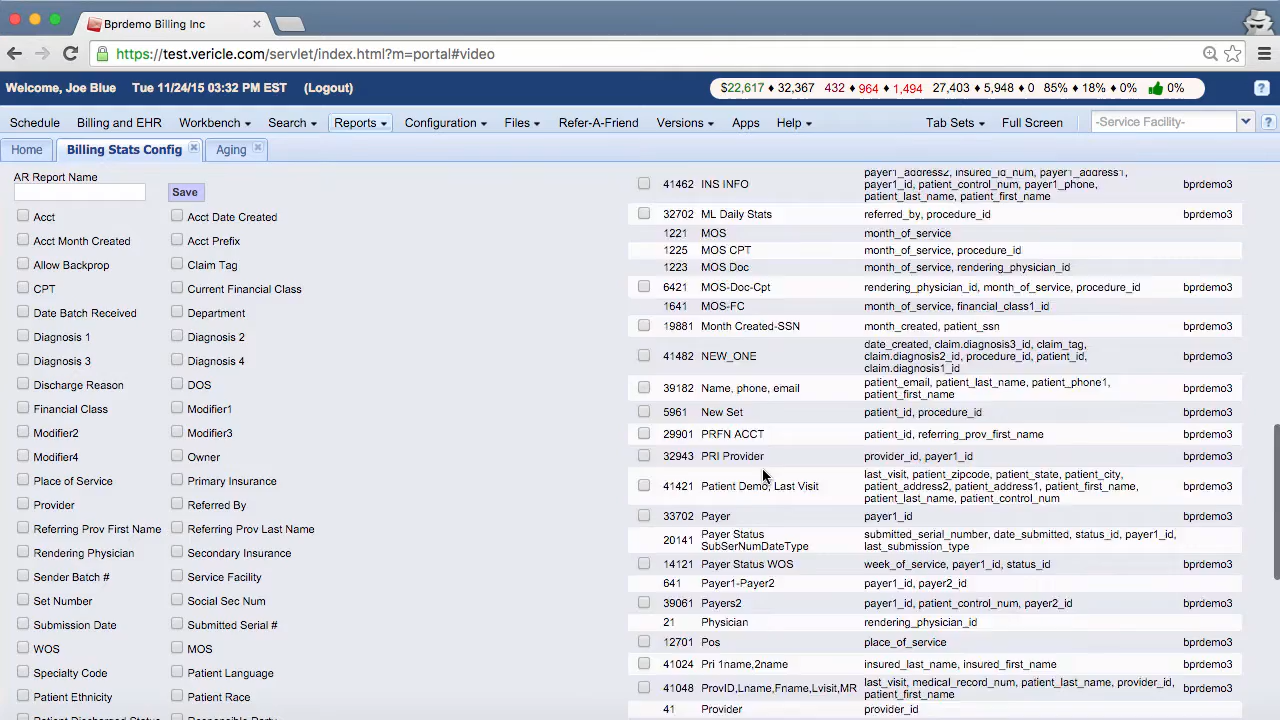 Bprdemo Billing Inc
https://test.vericle.com/servlet/index.html?m=portal#video
Welcome, Joe Blue Tue 11/24/15 03:32 PM EST (Logout) $22,617 ♦ 32,367 432 ♦ 964 ♦ 1,494 27,403 ♦ 5,948 ♦ 0 85% ♦ 18% ♦ 0% 0% ?
Schedule Billing and EHR Workbench Search Reports Configuration Files Refer-A-Friend Versions Apps Help Tab Sets Full Screen -Service Facility- ?
Home Billing Stats Config Aging
AR Report Name
Save
Acct Acct Date Created
Acct Month Created Acct Prefix
Allow Backprop Claim Tag
CPT Current Financial Class
Date Batch Received Department
Diagnosis 1 Diagnosis 2
Diagnosis 3 Diagnosis 4
Discharge Reason DOS
Financial Class Modifier1
Modifier2 Modifier3
Modifier4 Owner
Place of Service Primary Insurance
Provider Referred By
Referring Prov First Name Referring Prov Last Name
Rendering Physician Secondary Insurance
Sender Batch # Service Facility
Set Number Social Sec Num
Submission Date Submitted Serial #
WOS MOS
Specialty Code Patient Language
Patient Ethnicity Patient Race
Patient Discharged Status Responsible Party
payer1_address2, insured_id_num, payer1_address1,
41462 INS INFO payer1_id, patient_control_num, payer1_phone, bprdemo3
patient_last_name, patient_first_name
32702 ML Daily Stats referred_by, procedure_id bprdemo3
1221 MOS month_of_service
1225 MOS CPT month_of_service, procedure_id
1223 MOS Doc month_of_service, rendering_physician_id
6421 MOS-Doc-Cpt rendering_physician_id, month_of_service, procedure_id bprdemo3
1641 MOS-FC month_of_service, financial_class1_id
19881 Month Created-SSN month_created, patient_ssn bprdemo3
date_created, claim.diagnosis3_id, claim_tag,
41482 NEW_ONE claim.diagnosis2_id, procedure_id, patient_id, bprdemo3
claim.diagnosis1_id
39182 Name, phone, email patient_email, patient_last_name, patient_phone1, bprdemo3
patient_first_name
5961 New Set patient_id, procedure_id bprdemo3
29901 PRFN ACCT patient_id, referring_prov_first_name bprdemo3
32943 PRI Provider provider_id, payer1_id bprdemo3
last_visit, patient_zipcode, patient_state, patient_city,
41421 Patient Demo, Last Visit patient_address2, patient_address1, patient_first_name, bprdemo3
patient_last_name, patient_control_num
33702 Payer payer1_id bprdemo3
20141 Payer Status submitted_serial_number, date_submitted, status_id, payer1_id,
SubSerNumDateType last_submission_type
14121 Payer Status WOS week_of_service, payer1_id, status_id bprdemo3
641 Payer1-Payer2 payer1_id, payer2_id
39061 Payers2 payer1_id, patient_control_num, payer2_id bprdemo3
21 Physician rendering_physician_id
12701 Pos place_of_service bprdemo3
41024 Pri 1name,2name insured_last_name, insured_first_name bprdemo3
41048 ProvID,Lname,Fname,Lvisit,MR last_visit, medical_record_num, patient_last_name, provider_id, bprdemo3
patient_first_name
41 Provider provider_id